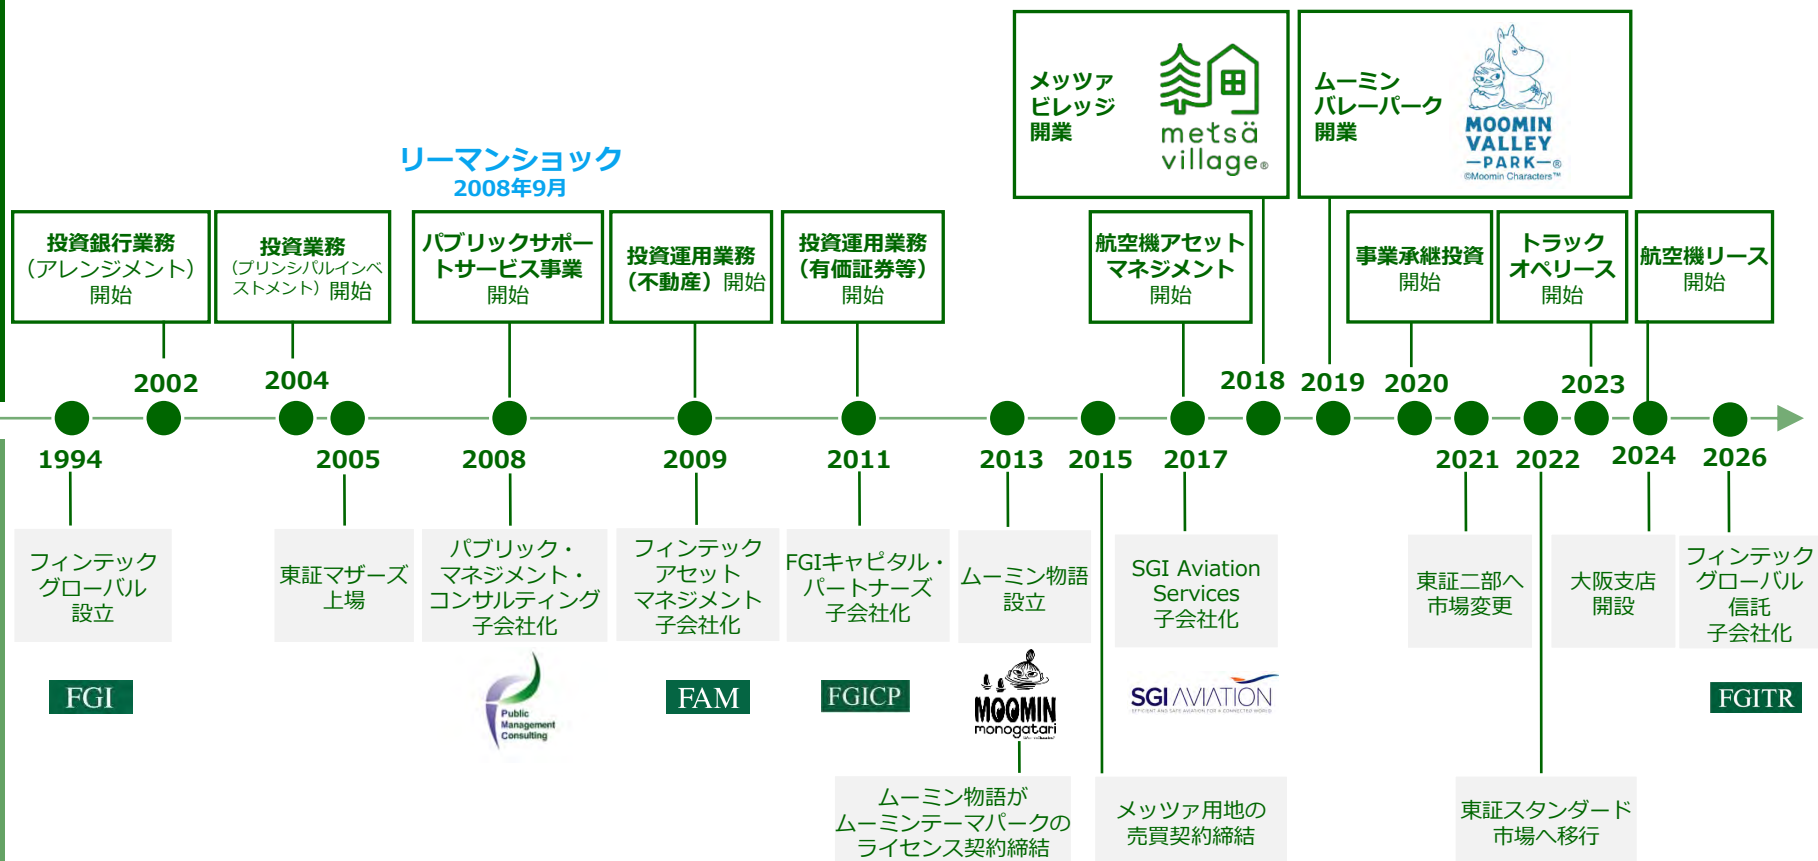 メッツァ
ビレッジ
開業
metsä
village®
ムーミン
バレーパーク
開業
MOOMIN
VALLEY
—PARK—®
©Moomin Characters™
リーマンショック
2008年9月
投資銀行業務
（アレンジメント）
開始
投資業務
（プリンシパルインベ
ストメント）開始
パブリックサポー
トサービス事業
開始
投資運用業務
（不動産）開始
投資運用業務
（有価証券等）
開始
航空機アセット
マネジメント
開始
事業承継投資
開始
トラック
オペリース
開始
航空機リース
開始
2002
2004
2018
2019
2020
2023
1994
2005
2008
2009
2011
2013
2015
2017
2021
2022
2024
2026
フィンテック
グローバル
設立
東証マザーズ
上場
パブリック・
マネジメント・
コンサルティング
子会社化
フィンテック
アセット
マネジメント
子会社化
FGIキャピタル・
パートナーズ
子会社化
ムーミン物語
設立
SGI Aviation
Services
子会社化
東証二部へ
市場変更
大阪支店
開設
フィンテック
グローバル
信託
子会社化
FGI
Public
Management
Consulting
FAM
FGICP
MOOMIN
monogatari
SGI AVIATION
EFFICIENT AND SAFE AVIATION FOR A CONNECTED WORLD
FGITR
ムーミン物語が
ムーミンテーマパークの
ライセンス契約締結
メッツァ用地の
売買契約締結
東証スタンダード
市場へ移行